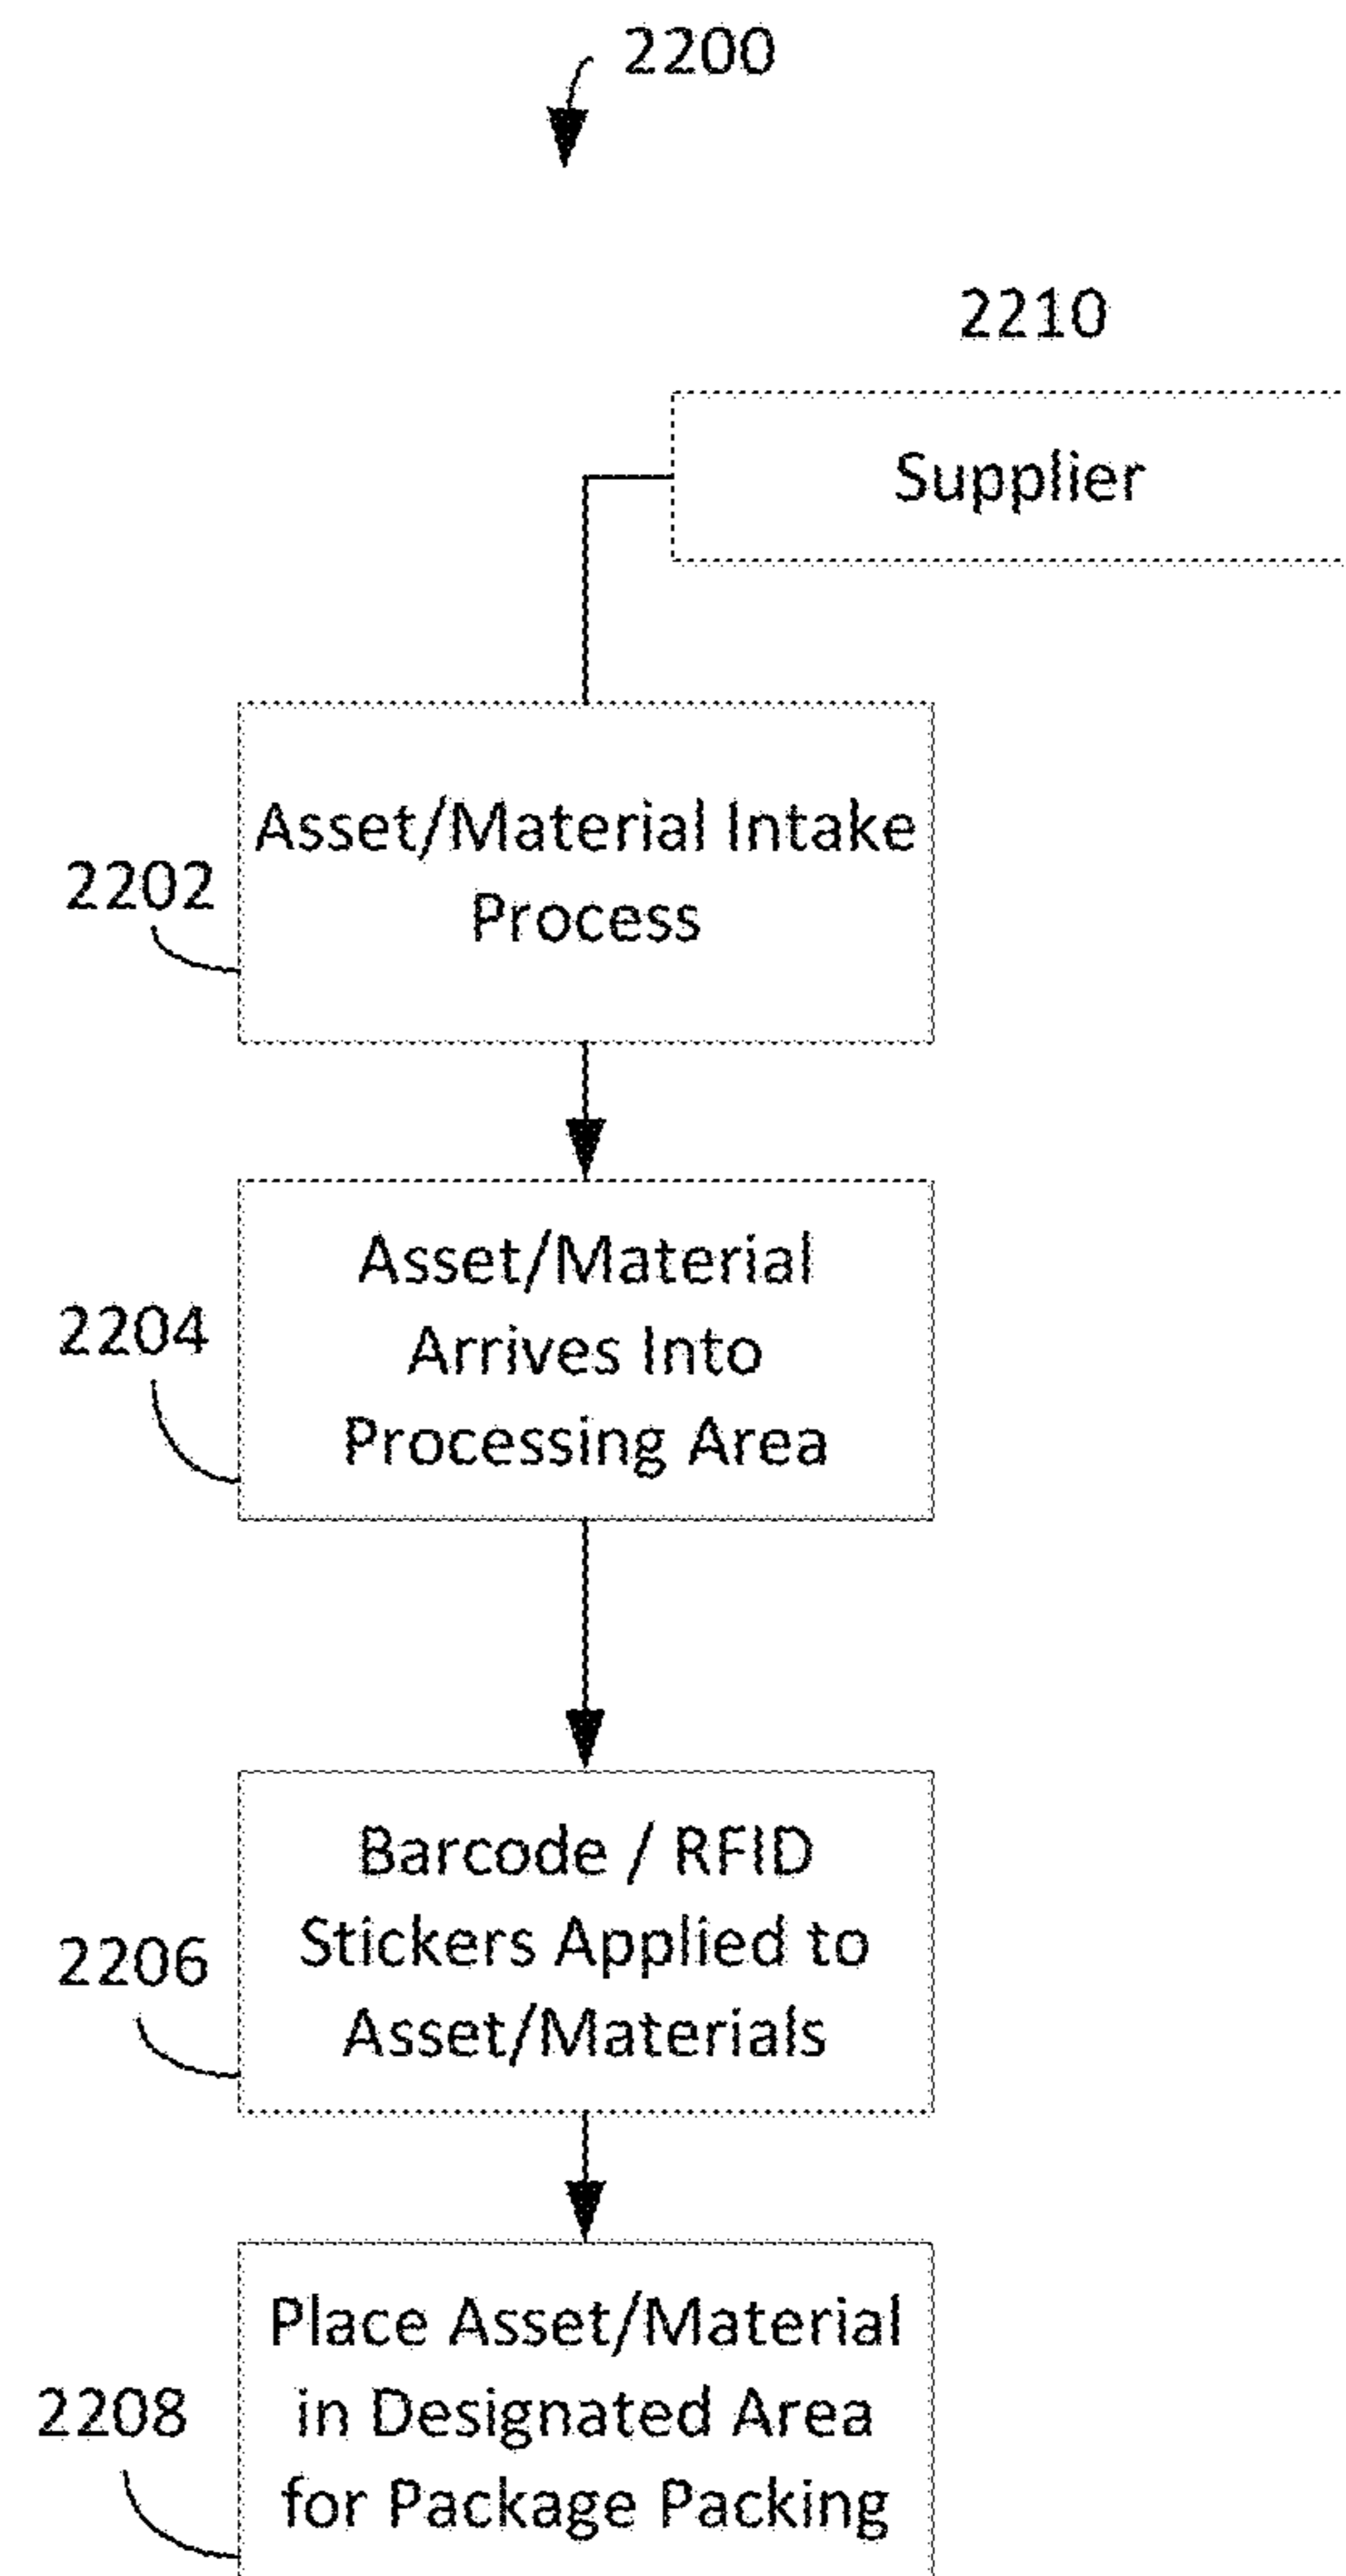 2200
2210
Supplier
Asset/Material Intake
Process
2202
Asset/Material
Arrives Into
Processing Area
2204
Barcode / RFID
Stickers Applied to
Asset/Materials
2206
Place Asset/Material
in Designated Area
for Package Packing
2208